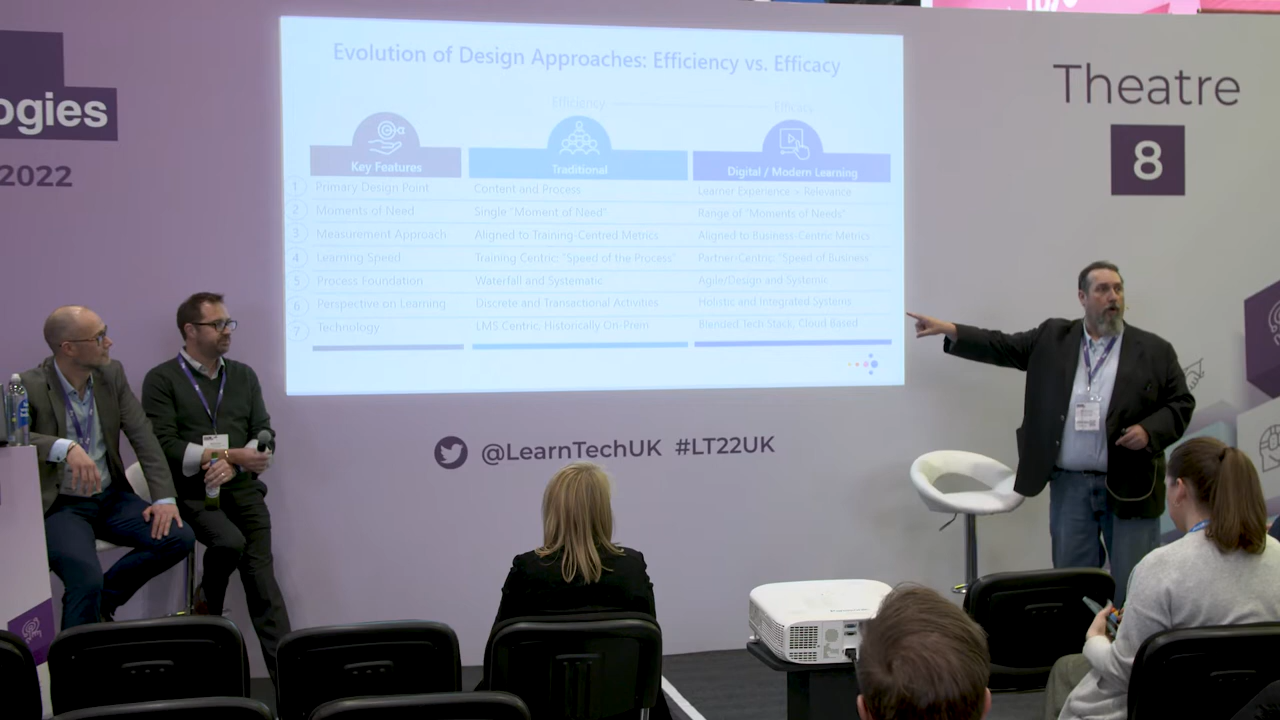 ogies
2022
Evolution of Design Approaches: Efficiency vs. Efficacy
Efficiency Efficacy
Key Features Traditional Digital / Modern Learning
1 Primary Design Point Content and Process Learner Experience + Relevance
2 Moments of Need Single "Moment of Need" Range of "Moments of Needs"
3 Measurement Approach Aligned to Training-Centred Metrics Aligned to Business-Centric Metrics
4 Learning Speed Training Centric: "Speed of the Process" Partner-Centric: "Speed of Business"
5 Process Foundation Waterfall and Systematic Agile/Design and Systemic
6 Perspective on Learning Discrete and Transactional Activities Holistic and Integrated Systems
7 Technology LMS Centric, Historically On-Prem Blended Tech Stack, Cloud Based
Theatre
8
@LearnTechUK #LT22UK